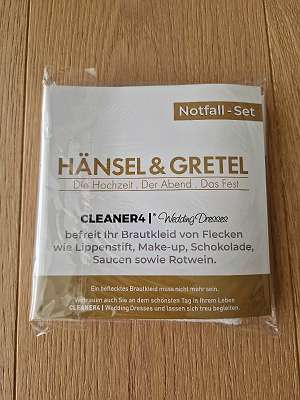 Notfall - Set
HÄNSEL & GRETEL
Die Hochzeit . Der Abend . Das Fest
CLEANER4|® Wedding Dresses
befreit Ihr Brautkleid von Flecken
wie Lippenstift, Make-up, Schokolade,
Saucen sowie Rotwein.
Ein beflecktes Brautkleid muss nicht mehr sein.
Vertrauen auch Sie an dem schönsten Tag in Ihrem Leben
CLEANER4 | Wedding Dresses und lassen sich treu begleiten.